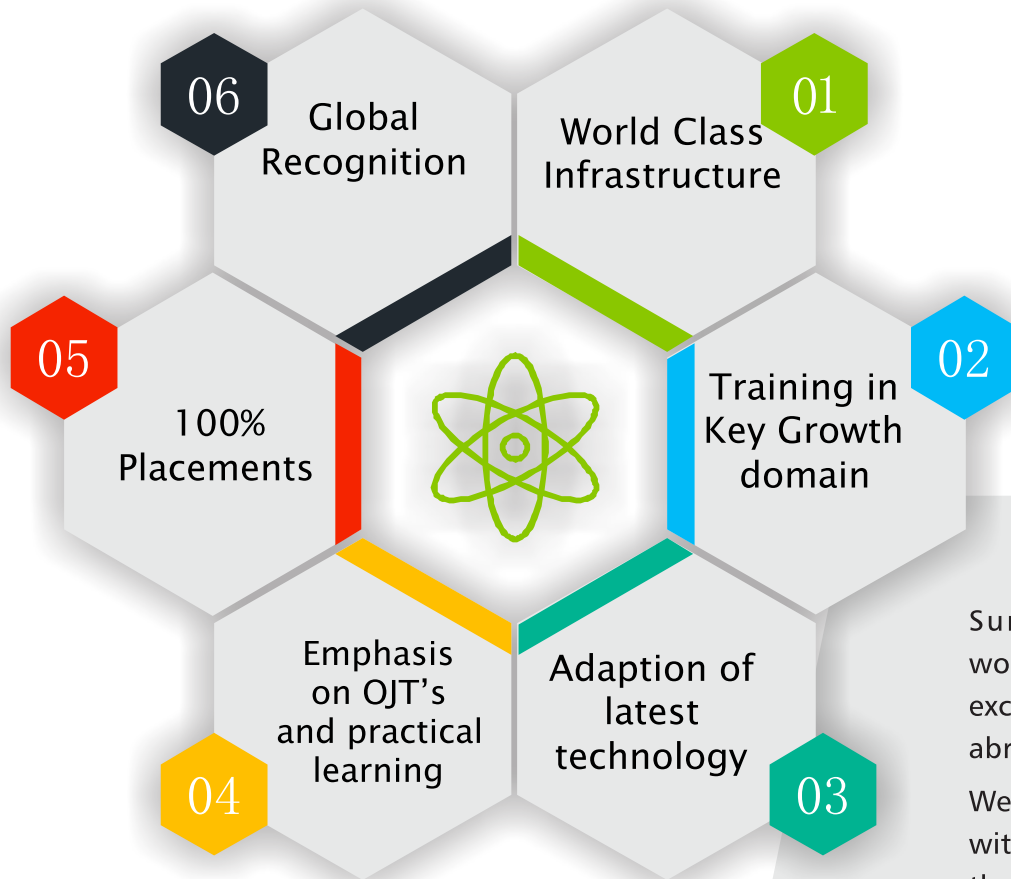 01
World Class
Infrastructure
02
Training in
Key Growth
domain
03
Adaption of
latest
technology
04
Emphasis
on OJT’s
and practical
learning
05
100%
Placements
06
Global
Recognition
We